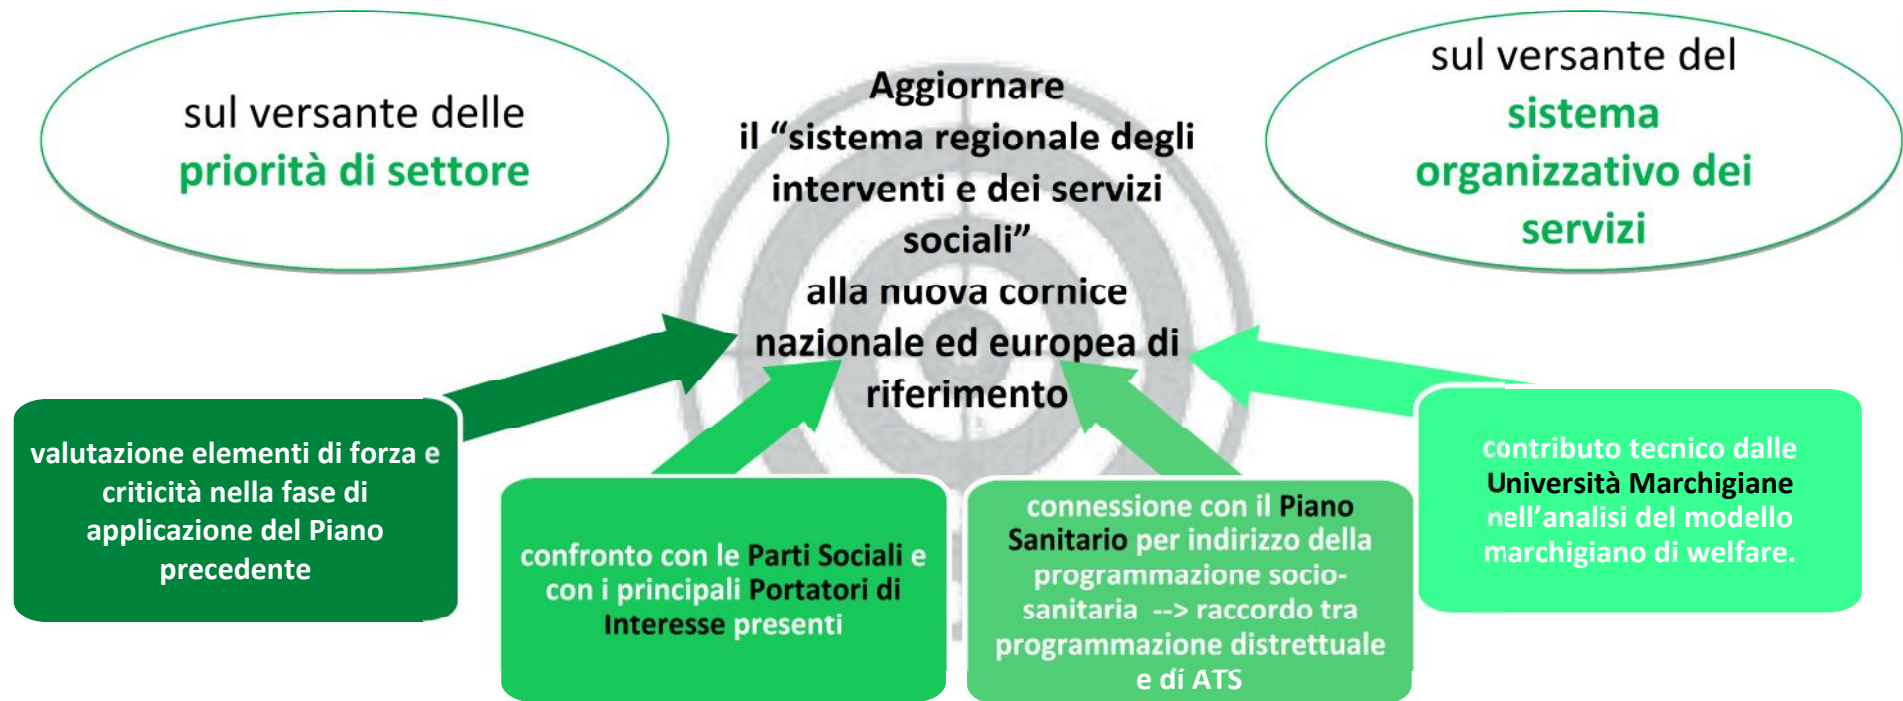 sul versante delle
priorità di settore
Aggiornare
il “sistema regionale degli
interventi e dei servizi
sociali”
alla nuova cornice
nazionale ed europea di
riferimento
sul versante del
sistema
organizzativo dei
servizi
valutazione elementi di forza e
criticità nella fase di
applicazione del Piano
precedente
confronto con le Parti Sociali e
con i principali Portatori di
Interesse presenti
connessione con il Piano
Sanitario per indirizzo della
programmazione socio-
sanitaria --> raccordo tra
programmazione distrettuale
e di ATS
contributo tecnico dalle
Università Marchigiane
nell’analisi del modello
marchigiano di welfare.